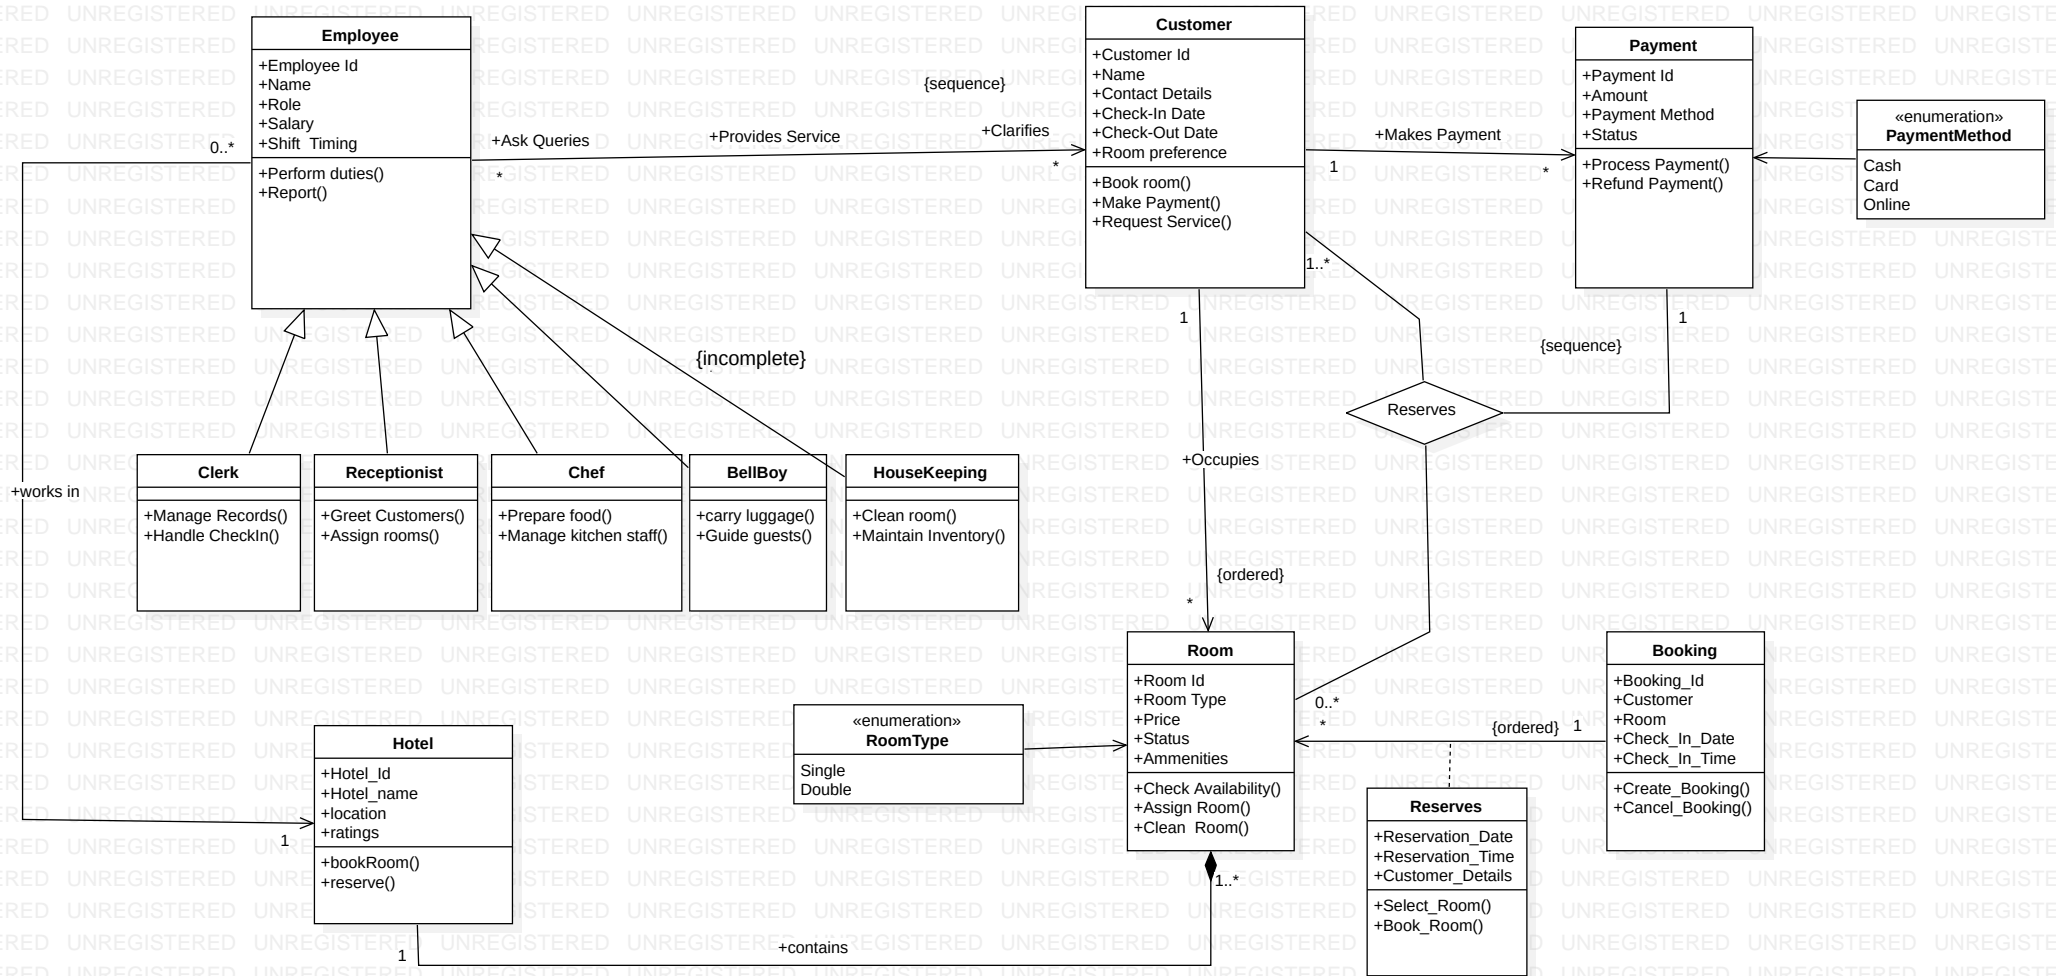 Employee
+Employee Id
+Name
+Role
+Salary
+Shift  Timing
+Perform duties()
+Report()
0..*
+works in
+Ask Queries
*
+Provides Service
{sequence}
+Clarifies
*
Customer
+Customer Id
+Name
+Contact Details
+Check-In Date
+Check-Out Date
+Room preference
+Book room()
+Make Payment()
+Request Service()
+Makes Payment
1
*
Payment
+Payment Id
+Amount
+Payment Method
+Status
+Process Payment()
+Refund Payment()
«enumeration»
PaymentMethod
Cash
Card
Online
1..*
1
{sequence}
1
Reserves
{incomplete}
+Occupies
{ordered}
*
Clerk
+Manage Records()
+Handle CheckIn()
Receptionist
+Greet Customers()
+Assign rooms()
Chef
+Prepare food()
+Manage kitchen staff()
BellBoy
+carry luggage()
+Guide guests()
HouseKeeping
+Clean room()
+Maintain Inventory()
Hotel
+Hotel_Id
+Hotel_name
+location
+ratings
+bookRoom()
+reserve()
1
1
+contains
«enumeration»
RoomType
Single
Double
Room
+Room Id
+Room Type
+Price
+Status
+Ammenities
+Check Availability()
+Assign Room()
+Clean  Room()
1..*
0..*
*
{ordered}
1
Booking
+Booking_Id
+Customer
+Room
+Check_In_Date
+Check_In_Time
+Create_Booking()
+Cancel_Booking()
Reserves
+Reservation_Date
+Reservation_Time
+Customer_Details
+Select_Room()
+Book_Room()
UNREGISTERED